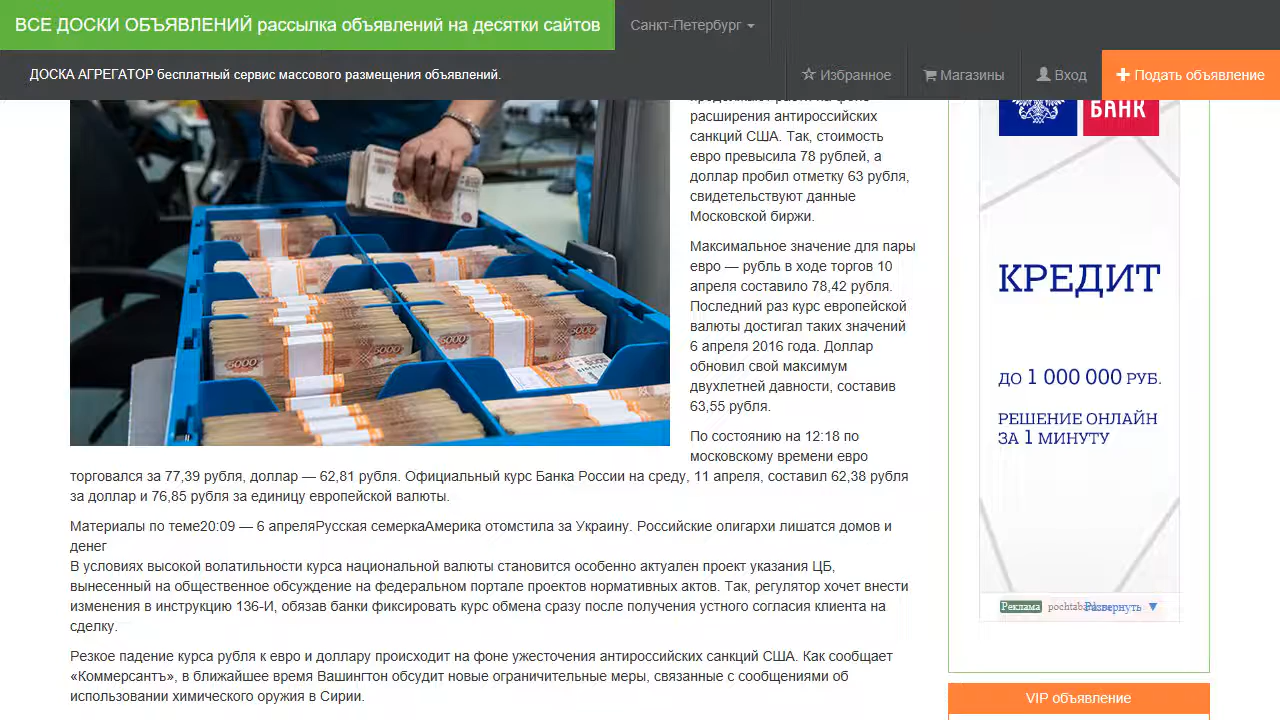 ВСЕ ДОСКИ ОБЪЯВЛЕНИЙ рассылка объявлений на десятки сайтов
Санкт-Петербург
ДОСКА АГРЕГАТОР бесплатный сервис массового размещения объявлений.
Избранное
Магазины
Вход
Подать объявление
расширения антироссийских
санкций США. Так, стоимость
евро превысила 78 рублей, а
доллар пробил отметку 63 рубля,
свидетельствуют данные
Московской биржи.
Максимальное значение для пары
евро — рубль в ходе торгов 10
апреля составило 78,42 рубля.
Последний раз курс европейской
валюты достигал таких значений
6 апреля 2016 года. Доллар
обновил свой максимум
двухлетней давности, составив
63,55 рубля.
По состоянию на 12:18 по
московскому времени евро
торговался за 77,39 рубля, доллар — 62,81 рубля. Официальный курс Банка России на среду, 11 апреля, составил 62,38 рубля
за доллар и 76,85 рубля за единицу европейской валюты.
Материалы по теме20:09 — 6 апреляРусская семеркаАмерика отомстила за Украину. Российские олигархи лишатся домов и
денег
В условиях высокой волатильности курса национальной валюты становится особенно актуален проект указания ЦБ,
вынесенный на общественное обсуждение на федеральном портале проектов нормативных актов. Так, регулятор хочет внести
изменения в инструкцию 136-И, обязав банки фиксировать курс обмена сразу после получения устного согласия клиента на
сделку.
Резкое падение курса рубля к евро и доллару происходит на фоне ужесточения антироссийских санкций США. Как сообщает
«Коммерсантъ», в ближайшее время Вашингтон обсудит новые ограничительные меры, связанные с сообщениями об
использовании химического оружия в Сирии.
5000
5000
5000
5000
БАНК
КРЕДИТ
ДО 1 000 000 РУБ.
РЕШЕНИЕ ОНЛАЙН
ЗА 1 МИНУТУ
Реклама
Развернуть
VIP объявление